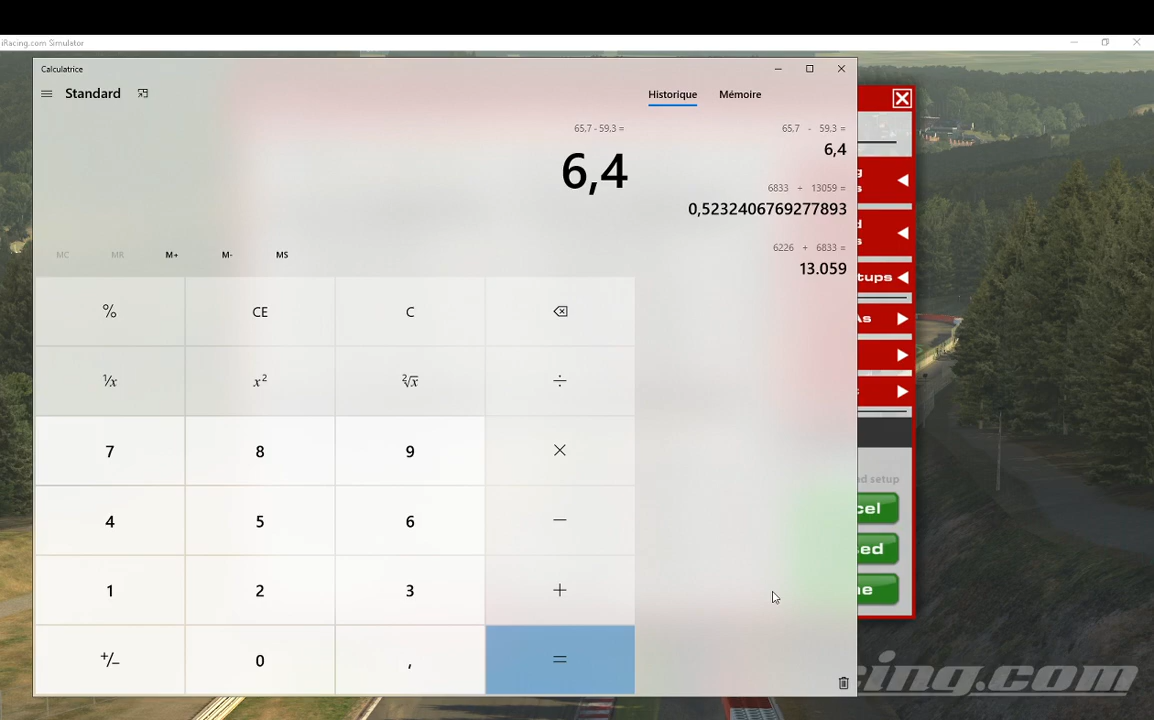 iRacing.com Simulator
Calculatrice
Standard
Historique Mémoire
65.7 - 59.3 =
6,4
65.7 - 59.3 =
6,4
6833 ÷ 13059 =
0,5232406769277893
6226 + 6833 =
13.059
MC MR M+ M- MS
% CE C
¹/x x² ²√x ÷
7 8 9 ×
4 5 6 −
1 2 3 +
+/− 0 , =
tups
As
ed setup
cel
ed
e
cing.com